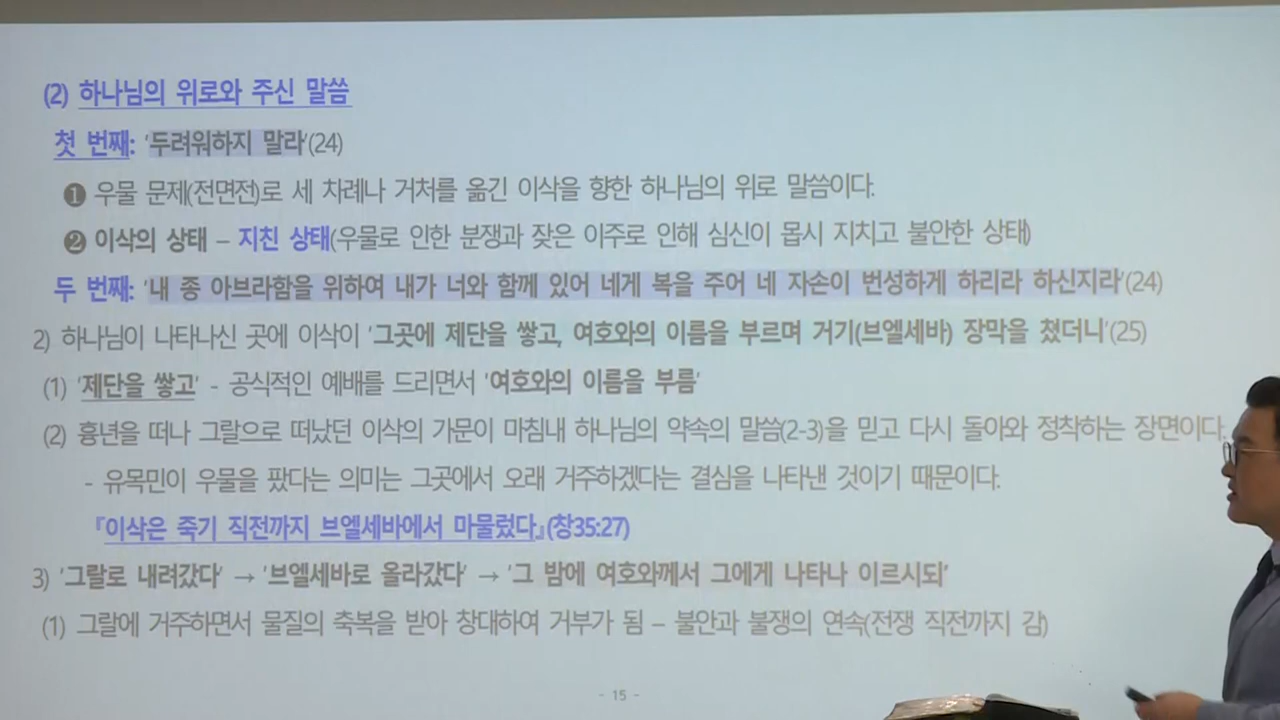 (2) 하나님의 위로와 주신 말씀
첫 번째: '두려워하지 말라'(24)
❶ 우물 문제(전면전)로 세 차례나 거처를 옮긴 이삭을 향한 하나님의 위로 말씀이다.
❷ 이삭의 상태 – 지친 상태(우물로 인한 분쟁과 잦은 이주로 인해 심신이 몹시 지치고 불안한 상태)
두 번째: '내 종 아브라함을 위하여 내가 너와 함께 있어 네게 복을 주어 네 자손이 번성하게 하리라 하신지라'(24)
2) 하나님이 나타나신 곳에 이삭이 '그곳에 제단을 쌓고, 여호와의 이름을 부르며 거기(브엘세바) 장막을 쳤더니'(25)
(1) '제단을 쌓고' - 공식적인 예배를 드리면서 '여호와의 이름을 부름'
(2) 흉년을 떠나 그랄으로 떠났던 이삭의 가문이 마침내 하나님의 약속의 말씀(2-3)을 믿고 다시 돌아와 정착하는 장면이다.
- 유목민이 우물을 팠다는 의미는 그곳에서 오래 거주하겠다는 결심을 나타낸 것이기 때문이다.
『이삭은 죽기 직전까지 브엘세바에서 마물렀다』(창35:27)
3) '그랄로 내려갔다' → '브엘세바로 올라갔다' → '그 밤에 여호와께서 그에게 나타나 이르시되'
(1) 그랄에 거주하면서 물질의 축복을 받아 창대하여 거부가 됨 – 불안과 불쟁의 연속(전쟁 직전까지 감)
- 15 -